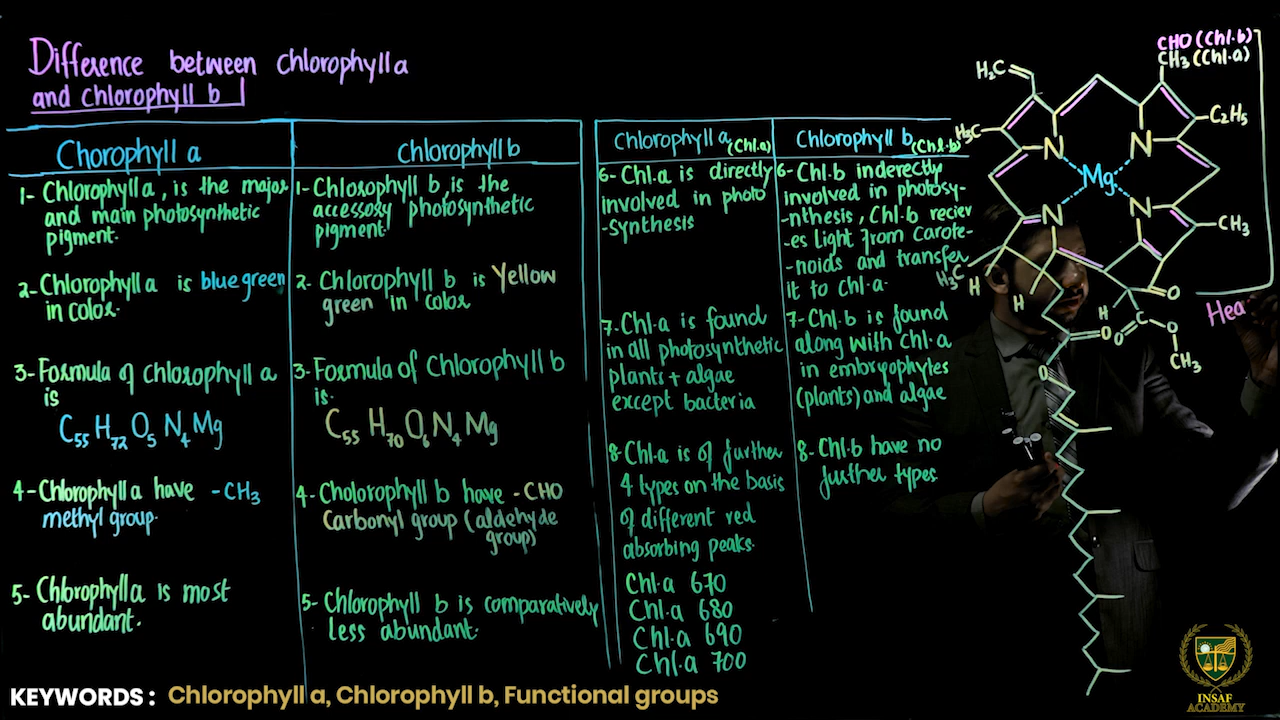 Difference between chlorophyll a
and Chlorophyll b
Chorophyll a
1- Chlorophyll a, is the major
and main photosynthetic
pigment.
2- Chlorophyll a is blue green
in color.
3- Formula of chlorophyll a
is
C55 H72 O5 N4 Mg
4- Chlorophyll a have -CH3
methyl group.
5- Chlorophyll a is most
abundant.
Chlorophyll b
1- Chlorophyll b, is the
accessory photosynthetic
pigment.
2- Chlorophyll b is Yellow
green in color
3- Formula of Chlorophyll b
is.
C55 H70 O6 N4 Mg
4- Cholorophyll b have -CHO
Carbonyl group (aldehyde
group)
5- Chlorophyll b is comparatively
less abundant.
Chlorophyll a (Chl.a)
6- Chl.a is directly
involved in photo
-synthesis
7- Chl.a is found
in all photosynthetic
plants + algae
except bacteria
8- Chl.a is of further
4 types on the basis
of different red
absorbing peaks.
Chl.a 670
Chl.a 680
Chl.a 690
Chl.a 700
Chlorophyll b (Chl.b)
6- Chl.b inderectly
involved in photosy-
-nthesis, Chl.b reciev
-es Light from Carote-
-noids and transfer
it to chl.a.
7- Chl.b is found
along with Chl.a
in embryophytes
(plants) and algae
8- Chl.b have no
further types
CHO (Chl.b)
CH3 (Chl.a)
H2C
C2H5
H3C
N
N
Mg
N
N
CH3
H3C
H
H
H
O
Hea
C
O
O
O
CH3
O
KEYWORDS : Chlorophyll a, Chlorophyll b, Functional groups
INSAF
ACADEMY